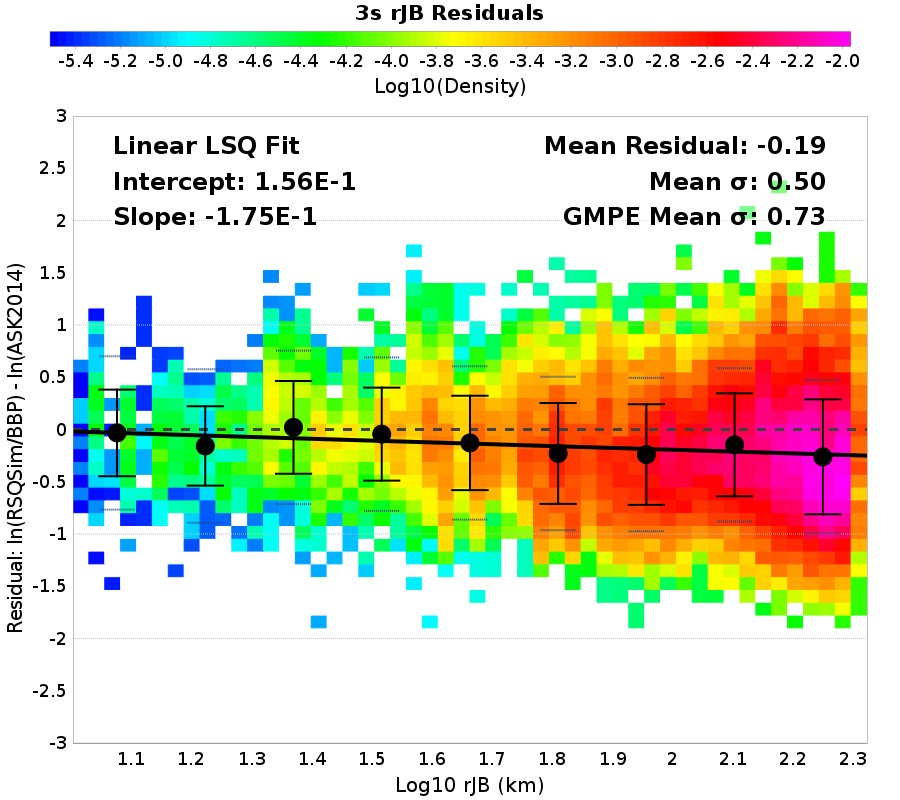 3s rJB Residuals
-5.4 -5.2 -5.0 -4.8 -4.6 -4.4 -4.2 -4.0 -3.8 -3.6 -3.4 -3.2 -3.0 -2.8 -2.6 -2.4 -2.2 -2.0
Log10(Density)
Linear LSQ Fit
Intercept: 1.56E-1
Slope: -1.75E-1
Mean Residual: -0.19
Mean σ: 0.50
GMPE Mean σ: 0.73
Residual: ln(RSQSim/BBP) - ln(ASK2014)
3
2.5
2
1.5
1
0.5
0
-0.5
-1
-1.5
-2
-2.5
-3
1.1 1.2 1.3 1.4 1.5 1.6 1.7 1.8 1.9 2 2.1 2.2 2.3
Log10 rJB (km)